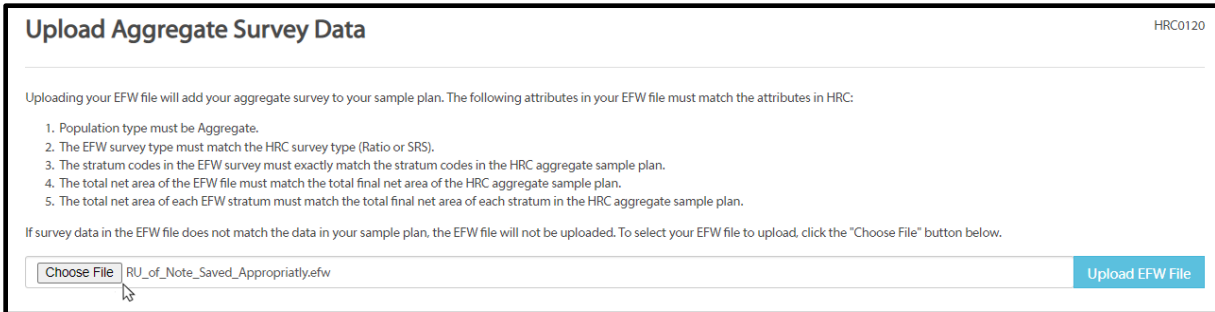 Upload Aggregate Survey Data
HRC0120
Uploading your EFW file will add your aggregate survey to your sample plan. The following attributes in your EFW file must match the attributes in HRC:
1. Population type must be Aggregate.
2. The EFW survey type must match the HRC survey type (Ratio or SRS).
3. The stratum codes in the EFW survey must exactly match the stratum codes in the HRC aggregate sample plan.
4. The total net area of the EFW file must match the total final net area of the HRC aggregate sample plan.
5. The total net area of each EFW stratum must match the total final net area of each stratum in the HRC aggregate sample plan.
If survey data in the EFW file does not match the data in your sample plan, the EFW file will not be uploaded. To select your EFW file to upload, click the "Choose File" button below.
Choose File RU_of_Note_Saved_Appropriatly.efw
Upload EFW File